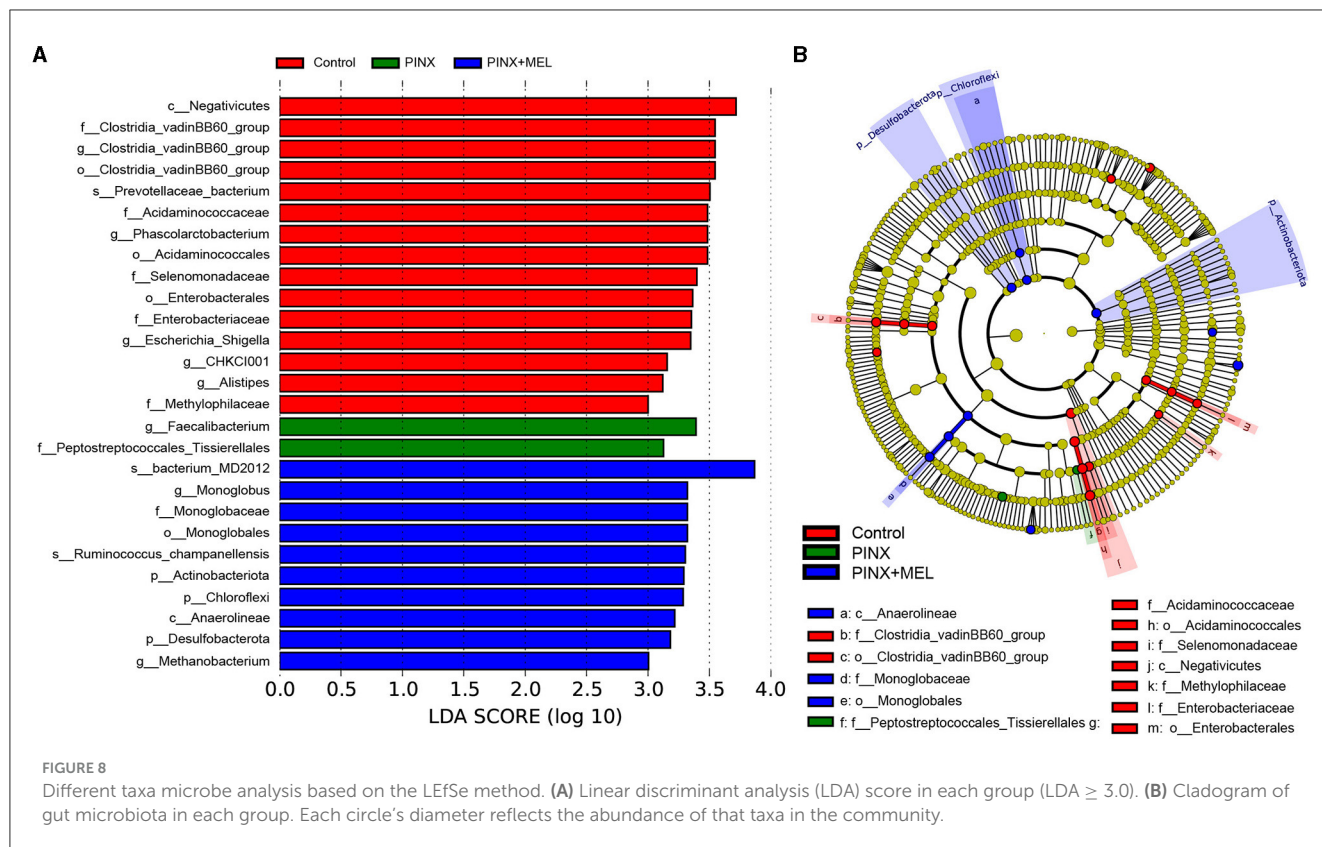 A
Control PINX PINX+MEL
c__Negativicutes
f__Clostridia_vadinBB60_group
g__Clostridia_vadinBB60_group
o__Clostridia_vadinBB60_group
s__Prevotellaceae_bacterium
f__Acidaminococcaceae
g__Phascolarctobacterium
o__Acidaminococcales
f__Selenomonadaceae
o__Enterobacterales
f__Enterobacteriaceae
g__Escherichia_Shigella
g__CHKCI001
g__Alistipes
f__Methylophilaceae
g__Faecalibacterium
f__Peptostreptococcales_Tissierellales
s__bacterium_MD2012
g__Monoglobus
f__Monoglobaceae
o__Monoglobales
s__Ruminococcus_champanellensis
p__Actinobacteriota
p__Chloroflexi
c__Anaerolineae
p__Desulfobacterota
g__Methanobacterium
0.0 0.5 1.0 1.5 2.0 2.5 3.0 3.5 4.0
LDA SCORE (log 10)
B
p__Desulfobacterota
p__Chloroflexi
a
p__Actinobacteriota
c b
e d
f g i
h
j
k
l m
Control
PINX
PINX+MEL
a: c__Anaerolineae
b: f__Clostridia_vadinBB60_group
c: o__Clostridia_vadinBB60_group
d: f__Monoglobaceae
e: o__Monoglobales
f: f__Peptostreptococcales_Tissierellales g:
f__Acidaminococcaceae
h: o__Acidaminococcales
i: f__Selenomonadaceae
j: c__Negativicutes
k: f__Methylophilaceae
l: f__Enterobacteriaceae
m: o__Enterobacterales
FIGURE 8
Different taxa microbe analysis based on the LEfSe method. (A) Linear discriminant analysis (LDA) score in each group (LDA ≥ 3.0). (B) Cladogram of
gut microbiota in each group. Each circle's diameter reflects the abundance of that taxa in the community.